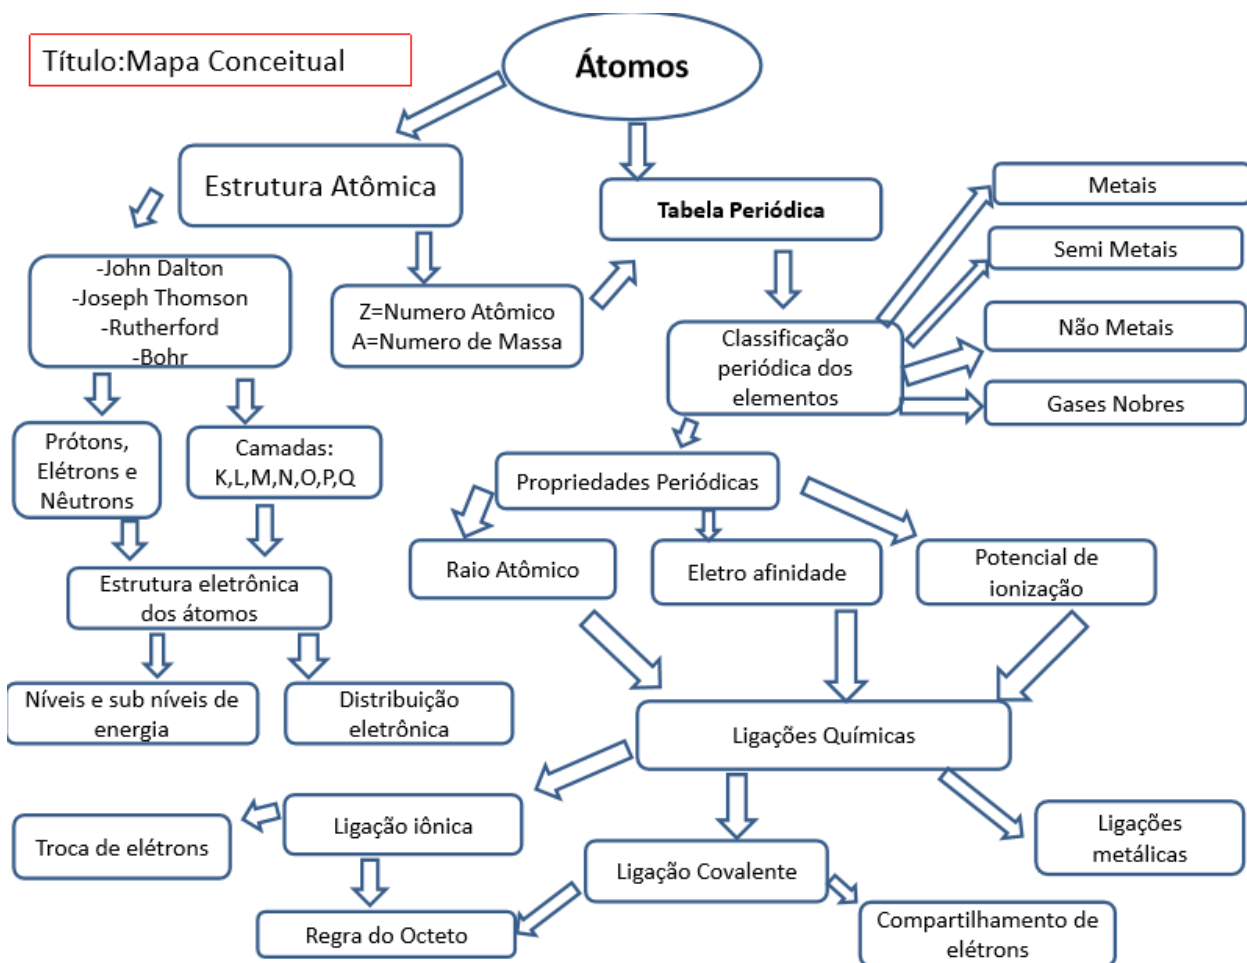 Título:Mapa Conceitual
Átomos
Estrutura Atômica
Tabela Periódica
Metais
Semi Metais
Não Metais
Gases Nobres
-John Dalton
-Joseph Thomson
-Rutherford
-Bohr
Z=Numero Atômico
A=Numero de Massa
Classificação
periódica dos
elementos
Prótons,
Elétrons e
Nêutrons
Camadas:
K,L,M,N,O,P,Q
Propriedades Periódicas
Raio Atômico
Eletro afinidade
Potencial de
ionização
Estrutura eletrônica
dos átomos
Níveis e sub níveis de
energia
Distribuição
eletrônica
Ligações Químicas
Ligação iônica
Troca de elétrons
Ligação Covalente
Ligações
metálicas
Regra do Octeto
Compartilhamento de
elétrons